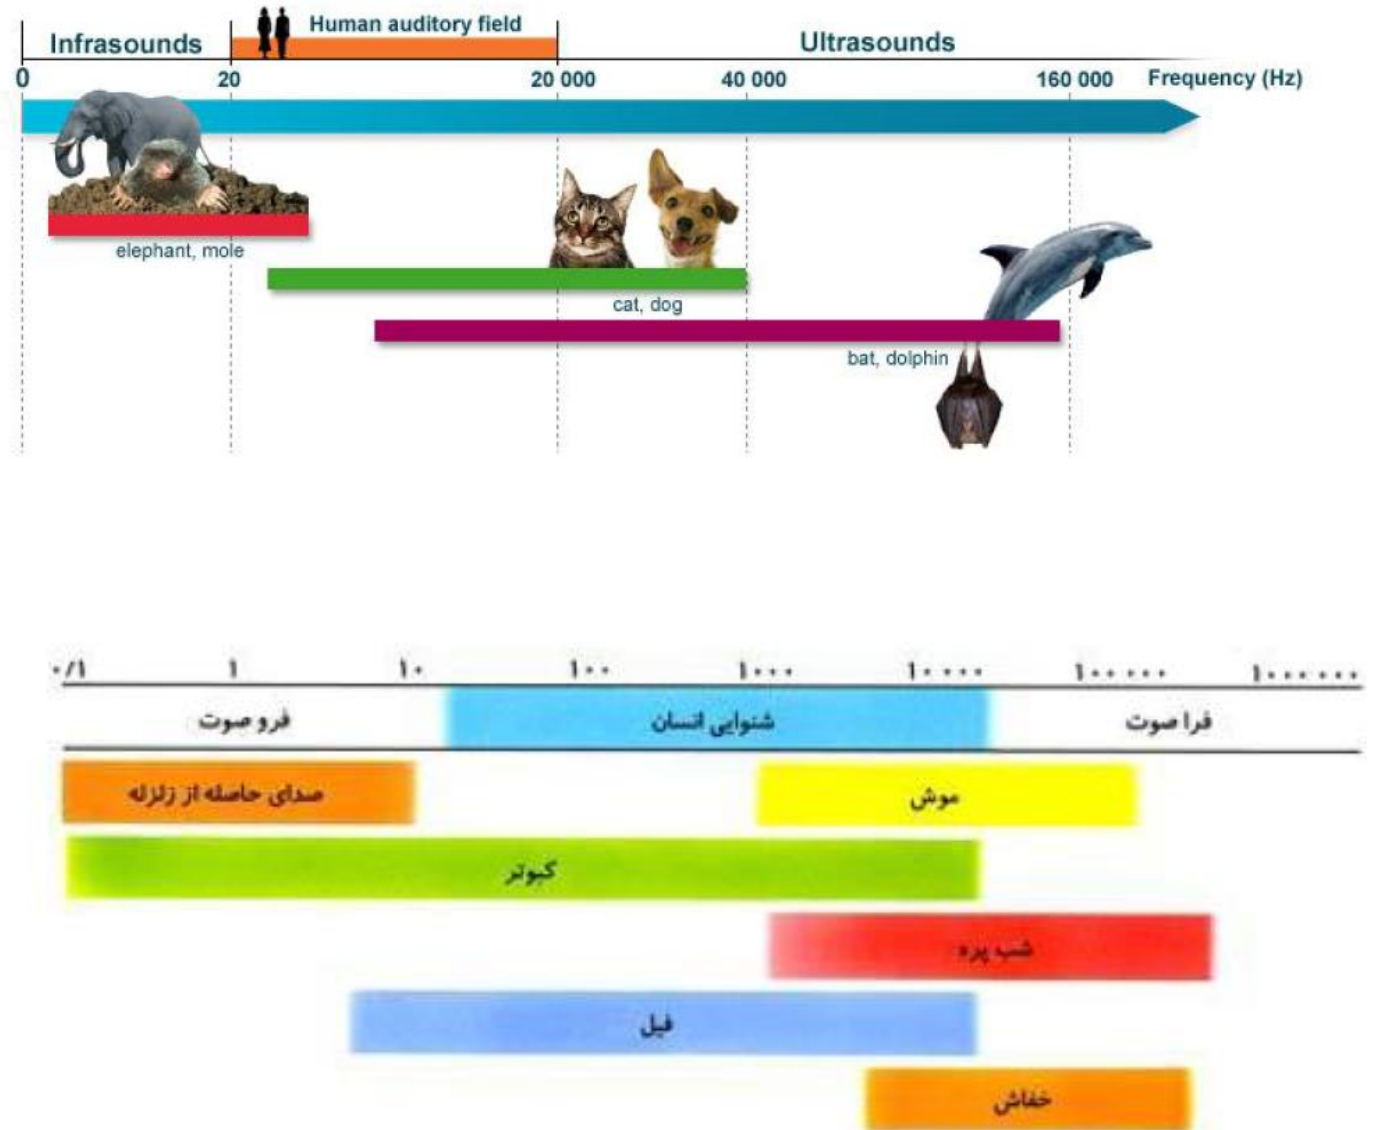 Human auditory field
Infrasounds
Ultrasounds
0 20 20 000 40 000 160 000 Frequency (Hz)
elephant, mole
cat, dog
bat, dolphin
۰/۱ ۱ ۱۰ ۱۰۰ ۱۰۰۰ ۱۰۰۰۰ ۱۰۰۰۰۰ ۱۰۰۰۰۰۰
فرو صوت شنوایی انسان فرا صوت
صدای حاصله از زلزله موش
کبوتر
شب پره
فیل
خفاش